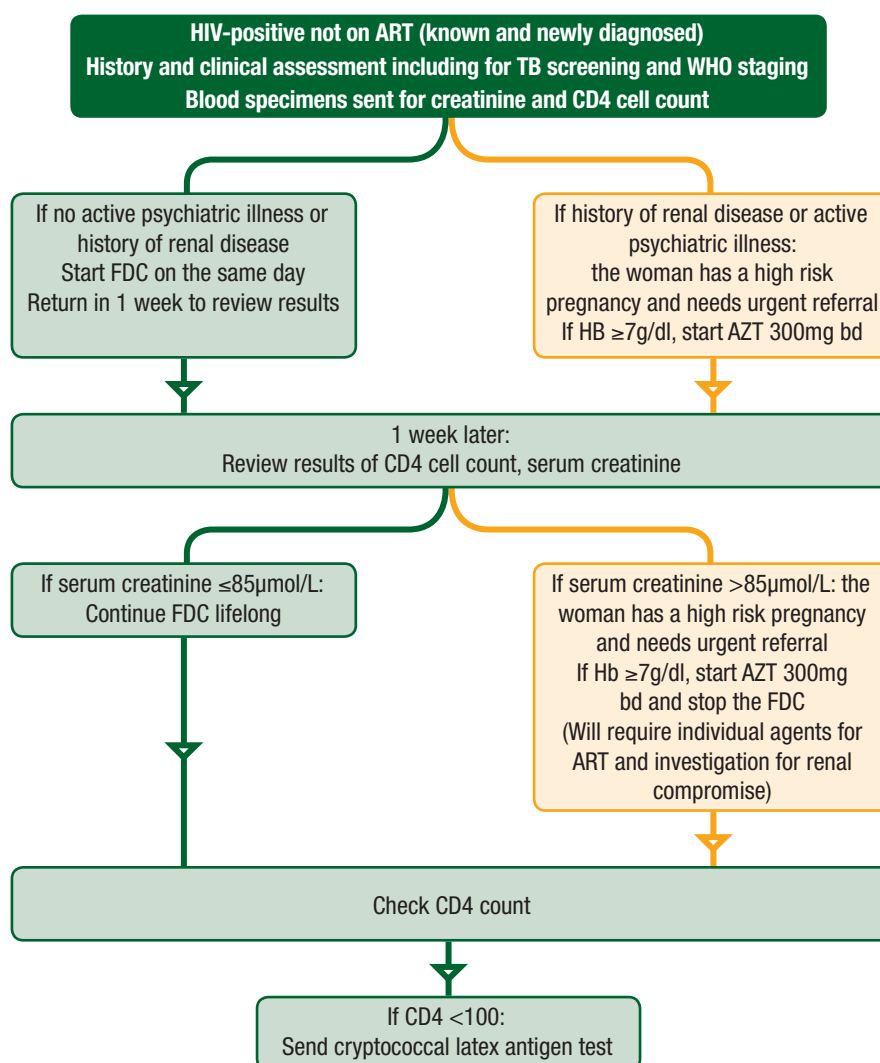 HIV-positive not on ART (known and newly diagnosed)
History and clinical assessment including for TB screening and WHO staging
Blood specimens sent for creatinine and CD4 cell count
If no active psychiatric illness or
history of renal disease
Start FDC on the same day
Return in 1 week to review results
If history of renal disease or active
psychiatric illness:
the woman has a high risk
pregnancy and needs urgent referral
If HB ≥7g/dl, start AZT 300mg bd
1 week later:
Review results of CD4 cell count, serum creatinine
If serum creatinine ≤85µmol/L:
Continue FDC lifelong
If serum creatinine >85µmol/L: the
woman has a high risk pregnancy
and needs urgent referral
If Hb ≥7g/dl, start AZT 300mg
bd and stop the FDC
(Will require individual agents for
ART and investigation for renal
compromise)
Check CD4 count
If CD4 <100:
Send cryptococcal latex antigen test